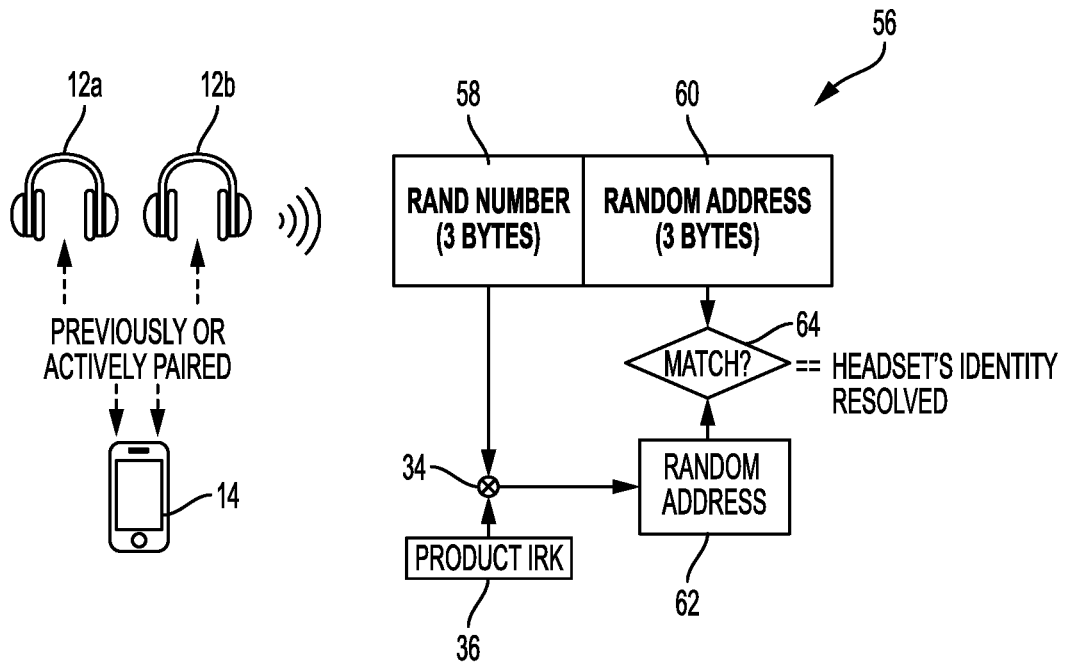 56
12a
12b
58
60
RAND NUMBER
(3 BYTES)
RANDOM ADDRESS
(3 BYTES)
PREVIOUSLY OR
ACTIVELY PAIRED
64
MATCH?
== HEADSET'S IDENTITY
RESOLVED
34
RANDOM
ADDRESS
14
PRODUCT IRK
62
36